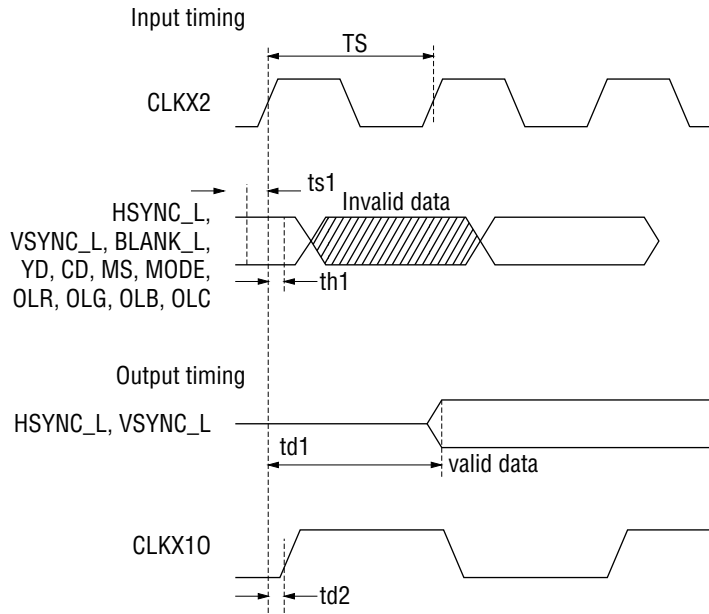 Input timing
TS
CLKX2
ts1
Invalid data
HSYNC_L,
VSYNC_L, BLANK_L,
YD, CD, MS, MODE,
OLR, OLG, OLB, OLC
th1
Output timing
HSYNC_L, VSYNC_L
td1
valid data
CLKX1O
td2